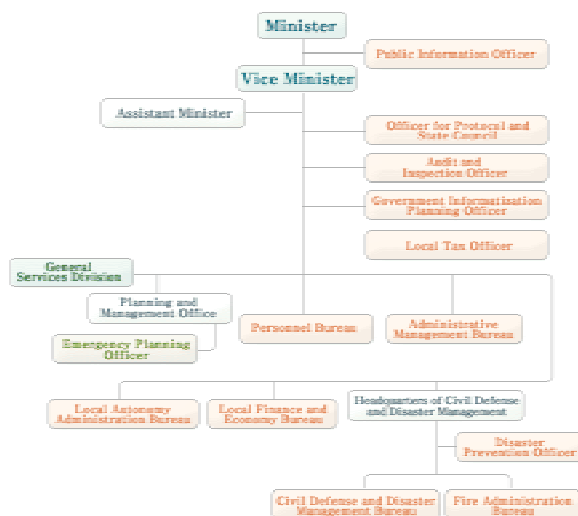 Minister
Public Information Officer
Vice Minister
Assistant Minister
Officer for Protocol and
State Council
Audit and
Inspection Officer
Government Informatization
Planning Officer
Local Tax Officer
General
Services Division
Planning and
Management Office
Emergency Planning
Officer
Personnel Bureau
Administrative
Management Bureau
Local Autonomy
Administration Bureau
Local Finance and
Economy Bureau
Headquarters of Civil Defense
and Disaster Management
Disaster
Prevention Officer
Civil Defense and Disaster
Management Bureau
Fire Administration
Bureau